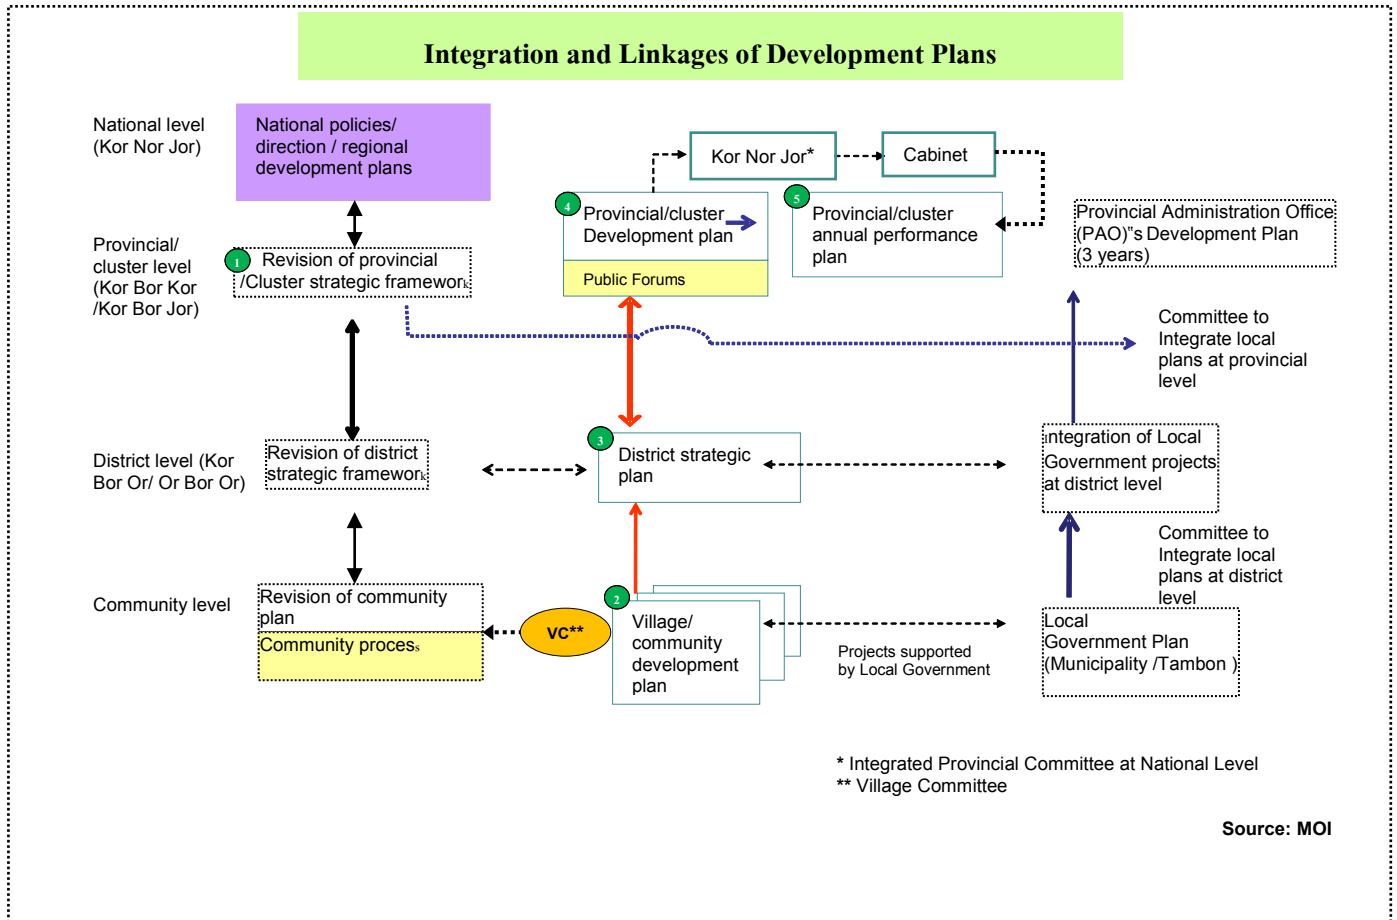 Integration and Linkages of Development Plans
National level
(Kor Nor Jor)
National policies/
direction / regional
development plans
Kor Nor Jor*
Cabinet
4
Provincial/cluster
Development plan
Public Forums
5
Provincial/cluster
annual performance
plan
Provincial Administration Office
(PAO)‟s Development Plan
(3 years)
Provincial/
cluster level
(Kor Bor Kor
/Kor Bor Jor)
1
Revision of provincial
/Cluster strategic framework
Committee to
Integrate local
plans at provincial
level
District level (Kor
Bor Or/ Or Bor Or)
Revision of district
strategic framework
3
District strategic
plan
Integration of Local
Government projects
at district level
Committee to
Integrate local
plans at district
level
Community level
Revision of community
plan
Community process
VC**
2
Village/
community
development
plan
Projects supported
by Local Government
Local
Government Plan
(Municipality /Tambon )
* Integrated Provincial Committee at National Level
** Village Committee
Source: MOI